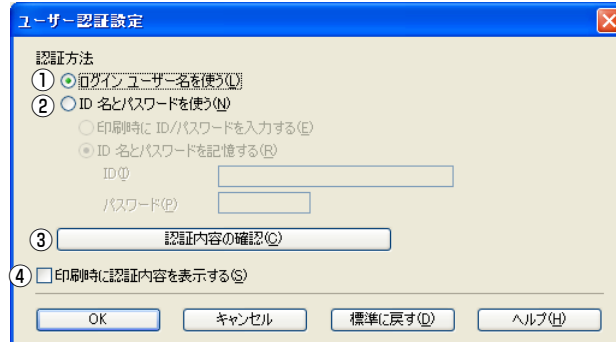 ユーザー認証設定
認証方法
① ログイン ユーザー名を使う(L)
② ID 名とパスワードを使う(N)
印刷時に ID/パスワードを入力する(E)
ID 名とパスワードを記憶する(R)
ID(I)
パスワード(P)
③ 認証内容の確認(C)
④ 印刷時に認証内容を表示する(S)
OK キャンセル 標準に戻す(D) ヘルプ(H)